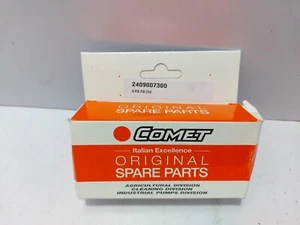 2409007300
ORIGINAL
SPARE PARTS
COMET
Italian Excellence
ORIGINAL
SPARE PARTS
AGRICULTURAL DIVISION
CLEANING DIVISION
INDUSTRIAL PUMPS DIVISION